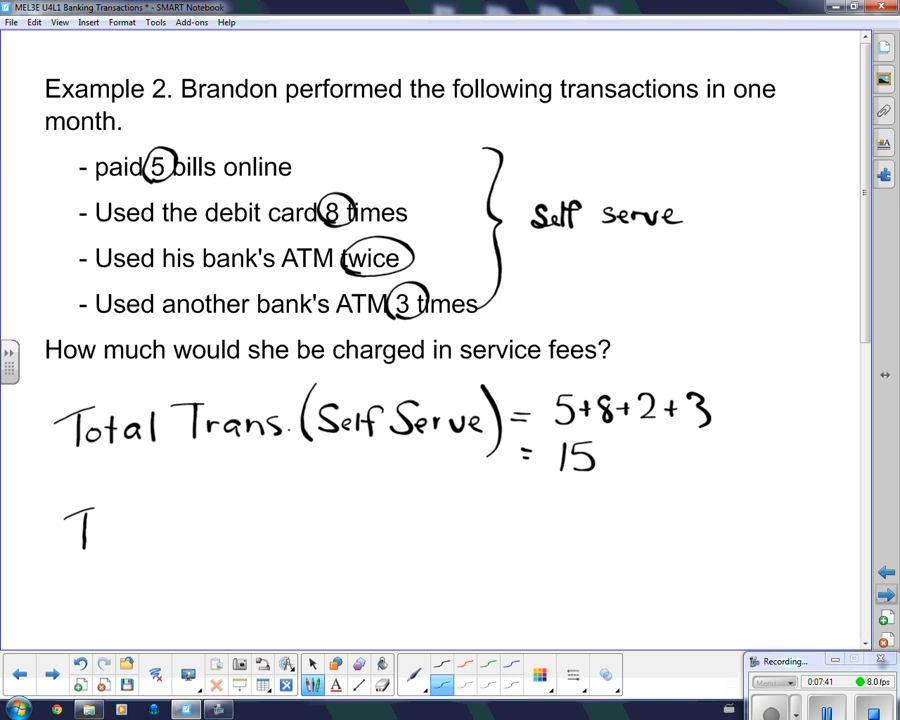 MEL3E U4L1 Banking Transactions * - SMART Notebook
File Edit View Insert Format Tools Add-ons Help
Example 2. Brandon performed the following transactions in one
month.
- paid 5 bills online
- Used the debit card 8 times
- Used his bank's ATM twice
- Used another bank's ATM 3 times
Self serve
How much would she be charged in service fees?
Total Trans. (Self Serve) = 5+8+2+3
= 15
T
Recording...
Menu
0:07:41
8.0 fps